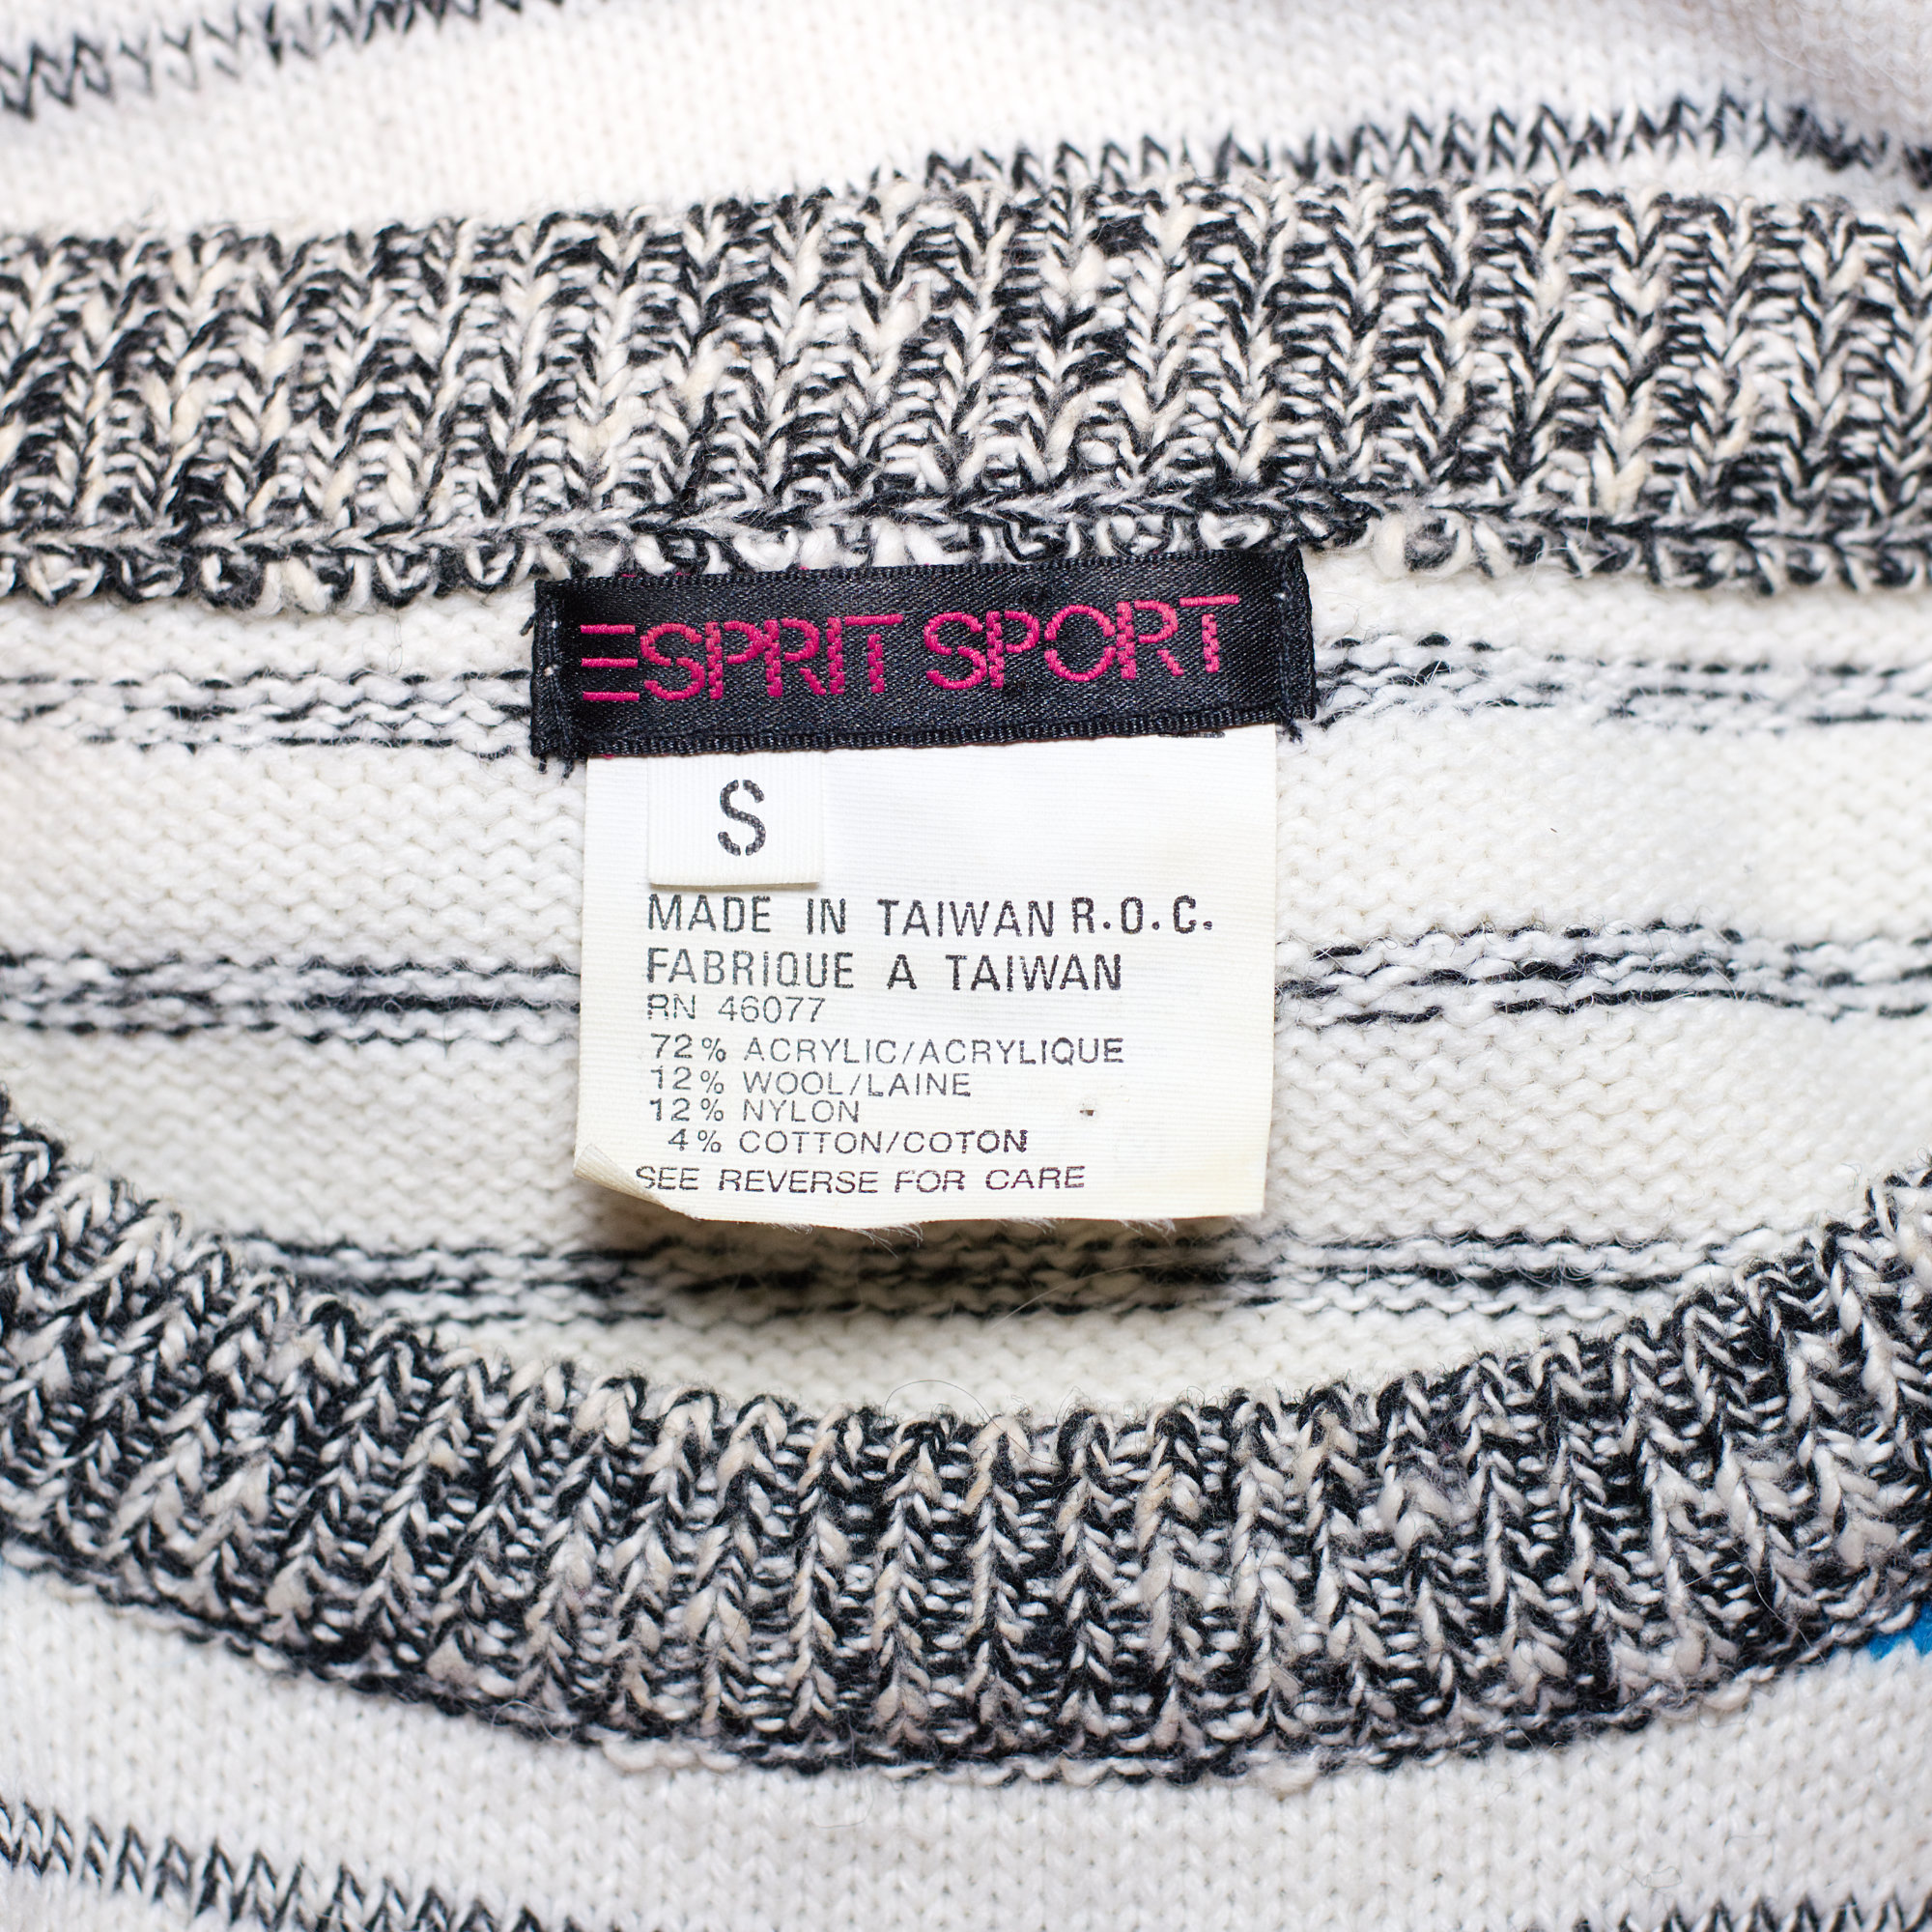 ESPRIT SPORT
S
MADE IN TAIWAN R.O.C.
FABRIQUE A TAIWAN
RN 46077
72% ACRYLIC/ACRYLIQUE
12% WOOL/LAINE
12% NYLON
4% COTTON/COTON
SEE REVERSE FOR CARE